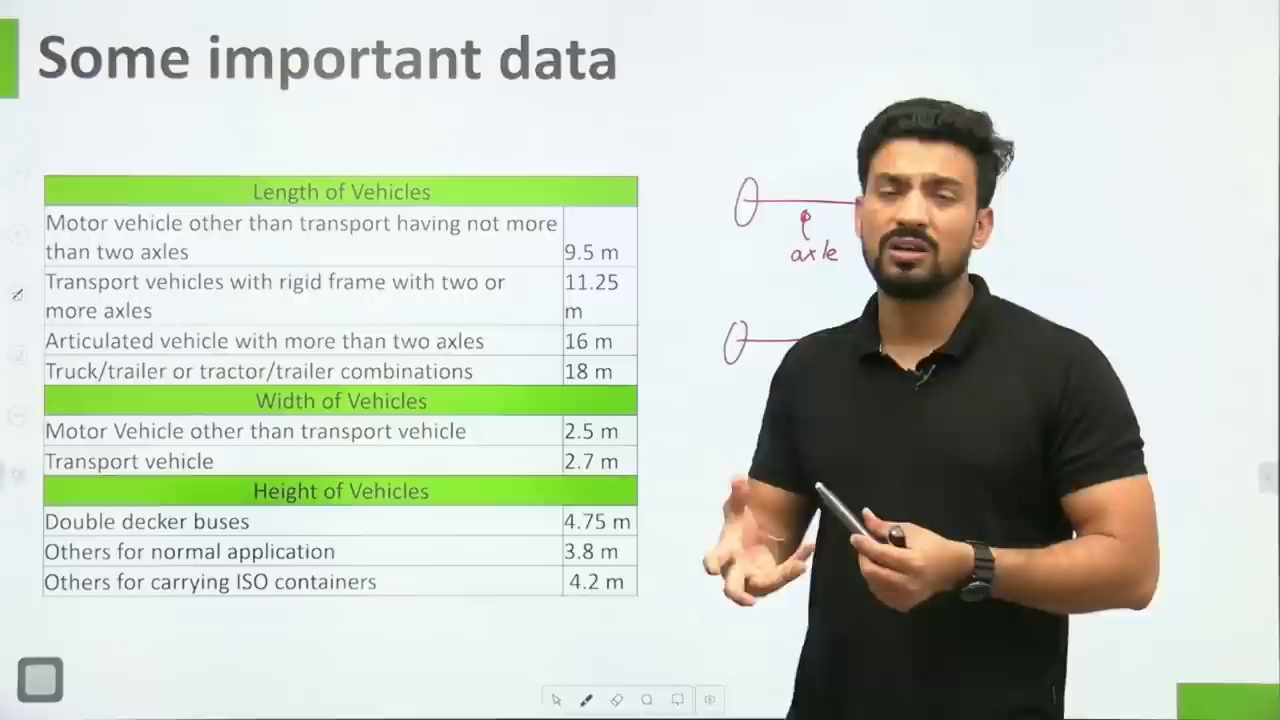 Some important data
Length of Vehicles
Motor vehicle other than transport having not more
than two axles
9.5 m
Transport vehicles with rigid frame with two or
more axles
11.25
m
Articulated vehicle with more than two axles 16 m
Truck/trailer or tractor/trailer combinations 18 m
Width of Vehicles
Motor Vehicle other than transport vehicle 2.5 m
Transport vehicle 2.7 m
Height of Vehicles
Double decker buses 4.75 m
Others for normal application 3.8 m
Others for carrying ISO containers 4.2 m
axle